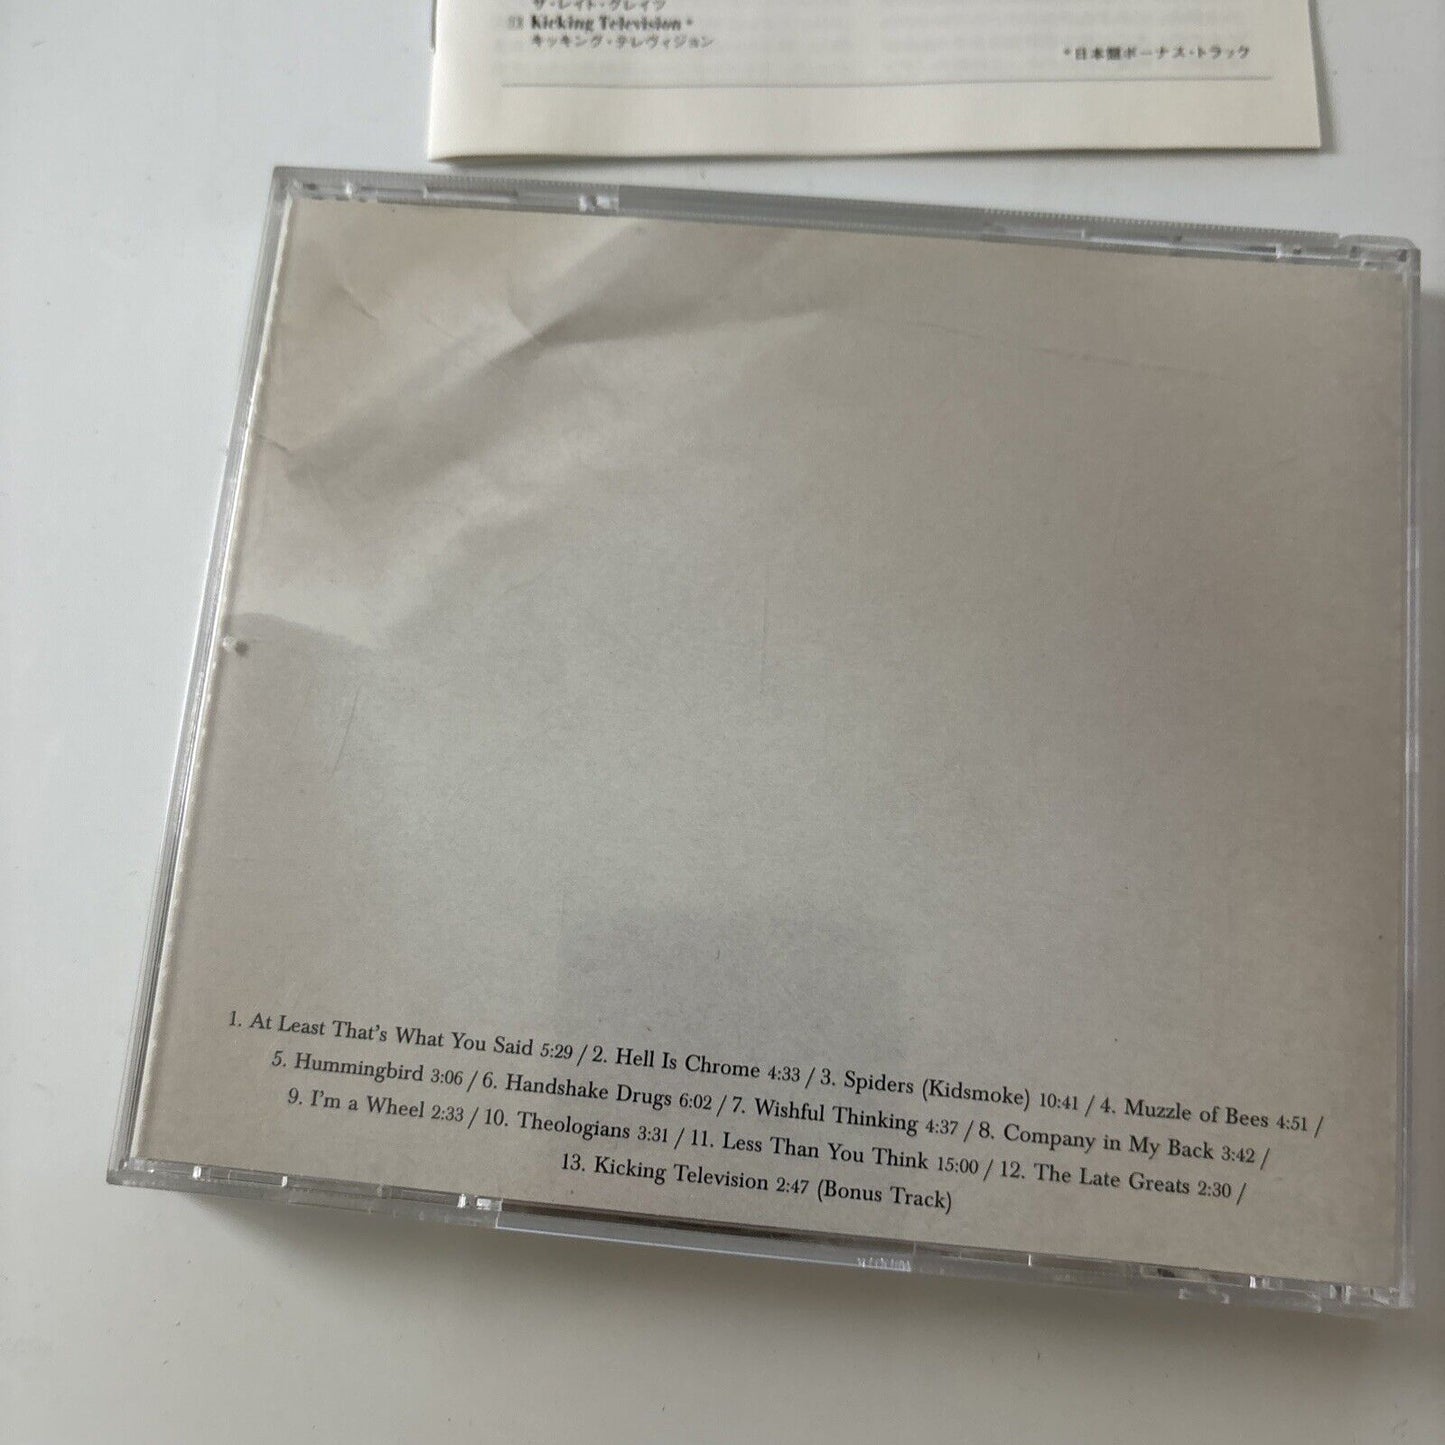 ザ・レイト・グレイツ
13 Kicking Television *
キッキング・テレヴィジョン
*日本盤ボーナス・トラック
1. At Least That's What You Said 5:29 / 2. Hell Is Chrome 4:33 / 3. Spiders (Kidsmoke) 10:41 / 4. Muzzle of Bees 4:51 /
5. Hummingbird 3:06 / 6. Handshake Drugs 6:02 / 7. Wishful Thinking 4:37 / 8. Company in My Back 3:42 /
9. I'm a Wheel 2:33 / 10. Theologians 3:31 / 11. Less Than You Think 15:00 / 12. The Late Greats 2:30 /
13. Kicking Television 2:47 (Bonus Track)